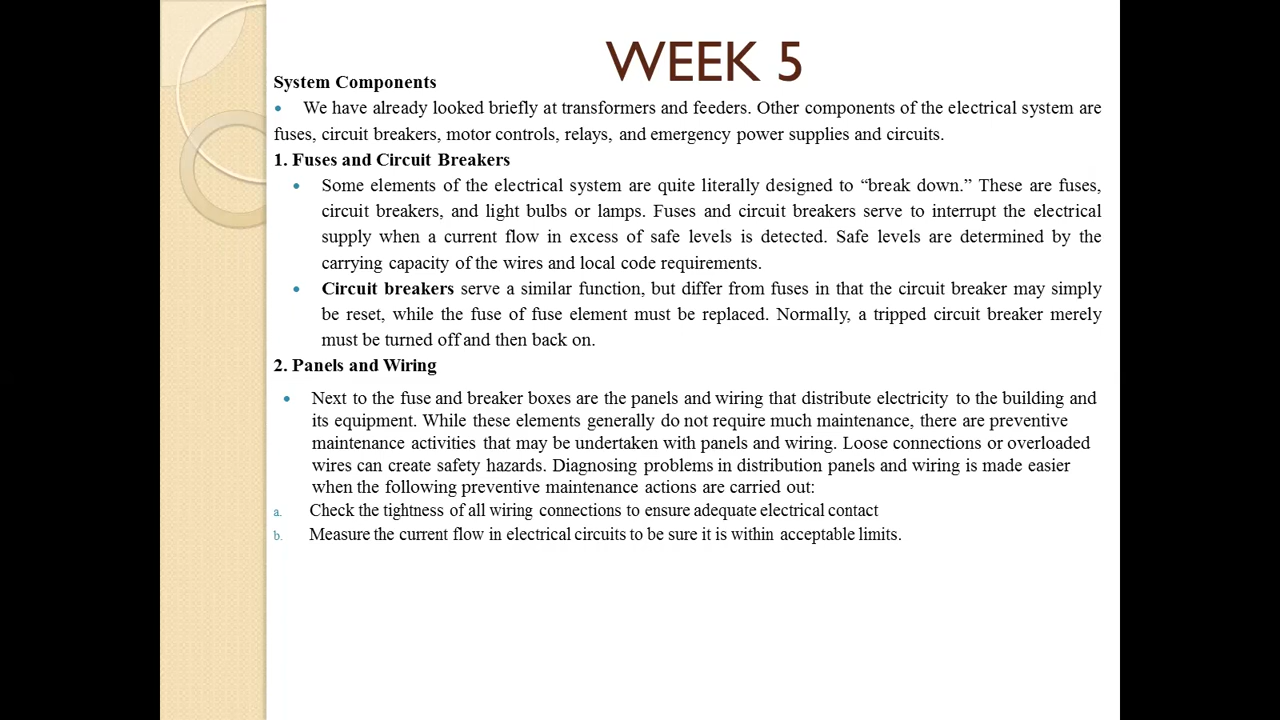 WEEK 5
System Components
• We have already looked briefly at transformers and feeders. Other components of the electrical system are
fuses, circuit breakers, motor controls, relays, and emergency power supplies and circuits.
1. Fuses and Circuit Breakers
• Some elements of the electrical system are quite literally designed to “break down.” These are fuses,
circuit breakers, and light bulbs or lamps. Fuses and circuit breakers serve to interrupt the electrical
supply when a current flow in excess of safe levels is detected. Safe levels are determined by the
carrying capacity of the wires and local code requirements.
• Circuit breakers serve a similar function, but differ from fuses in that the circuit breaker may simply
be reset, while the fuse of fuse element must be replaced. Normally, a tripped circuit breaker merely
must be turned off and then back on.
2. Panels and Wiring
• Next to the fuse and breaker boxes are the panels and wiring that distribute electricity to the building and
its equipment. While these elements generally do not require much maintenance, there are preventive
maintenance activities that may be undertaken with panels and wiring. Loose connections or overloaded
wires can create safety hazards. Diagnosing problems in distribution panels and wiring is made easier
when the following preventive maintenance actions are carried out:
a. Check the tightness of all wiring connections to ensure adequate electrical contact
b. Measure the current flow in electrical circuits to be sure it is within acceptable limits.